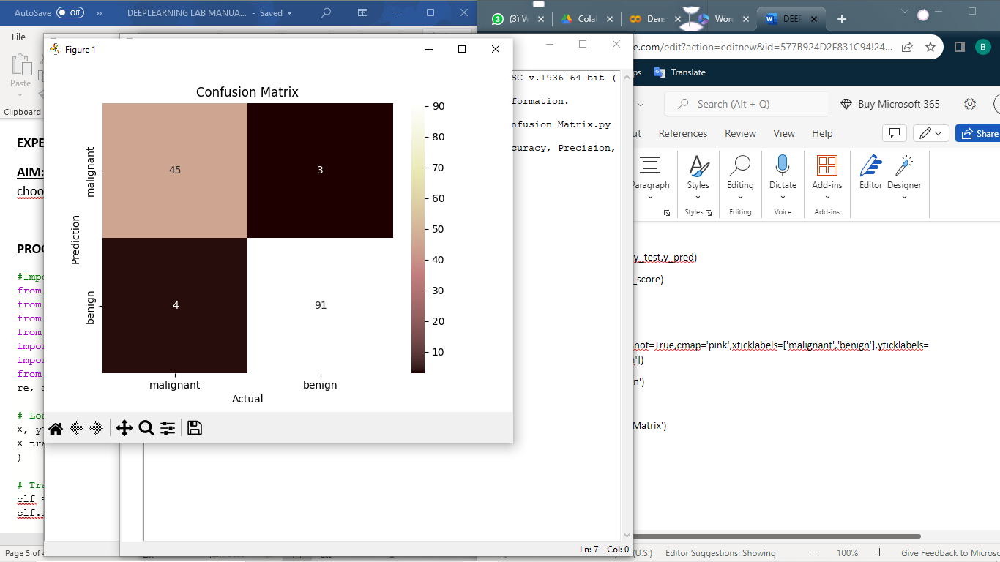 AutoSave Off
DEEPLEARNING LAB MANUA... - Saved
(3) W
Cola
Dens
Word
DEEP
File
Paste
Clipboard
EXPE
AIM:
choo
PROC
#Impo
from
from
from
from
impor
impor
from
re,
# Loa
X, y=
X_tra
)
# Tra
clf =
clf.
Page 5 of 4
Figure 1
Confusion Matrix
malignant
benign
Prediction
45
3
4
91
malignant
benign
Actual
90
80
70
60
50
40
30
20
10
SC v.1936 64 bit (
formation.
nfusion Matrix.py
curacy, Precision,
Ln: 7 Col: 0
e.com/edit?action=editnew&id=577B924D2F831C94!24...
B
os
Translate
Search (Alt + Q)
Buy Microsoft 365
ut
References
Review
View
Help
Share
Paragraph
Styles
Editing
Dictate
Add-ins
Editor
Designer
Styles
Editing
Voice
Add-ins
y_test,y_pred)
_score)
not=True,cmap='pink',xticklabels=['malignant','benign'],yticklabels=
'])
n')
Matrix')
(U.S.)
Editor Suggestions: Showing
100%
Give Feedback to Microso